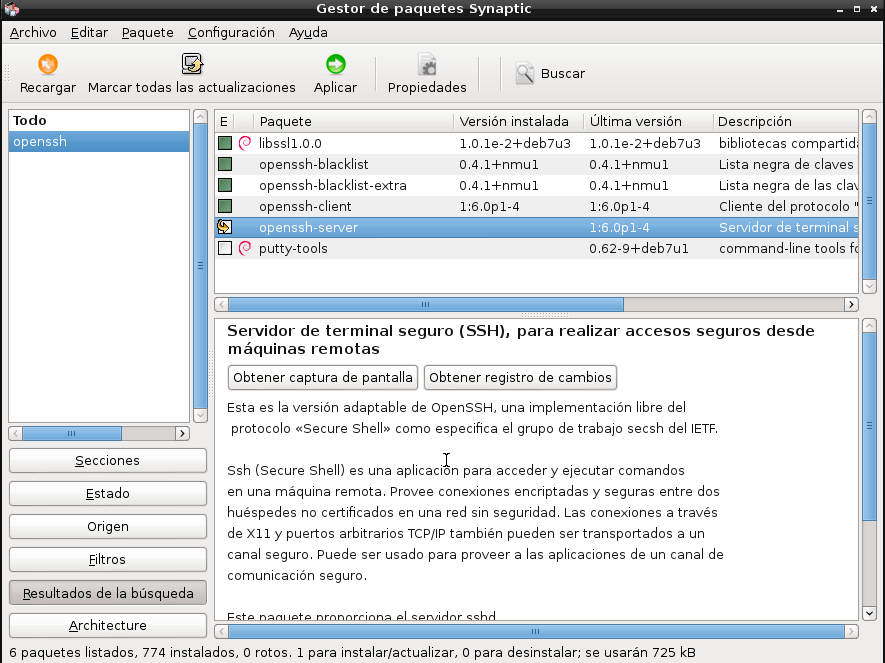 Gestor de paquetes Synaptic
Archivo Editar Paquete Configuración Ayuda
Recargar Marcar todas las actualizaciones Aplicar Propiedades Buscar
Todo
openssh
E Paquete Versión instalada Última versión Descripción
libssl1.0.0 1.0.1e-2+deb7u3 1.0.1e-2+deb7u3 bibliotecas compartida
openssh-blacklist 0.4.1+nmu1 0.4.1+nmu1 Lista negra de claves
openssh-blacklist-extra 0.4.1+nmu1 0.4.1+nmu1 Lista negra de las clav
openssh-client 1:6.0p1-4 1:6.0p1-4 Cliente del protocolo "
openssh-server 1:6.0p1-4 Servidor de terminal s
putty-tools 0.62-9+deb7u1 command-line tools fo
Servidor de terminal seguro (SSH), para realizar accesos seguros desde
máquinas remotas
Obtener captura de pantalla Obtener registro de cambios
Esta es la versión adaptable de OpenSSH, una implementación libre del
protocolo «Secure Shell» como especifica el grupo de trabajo secsh del IETF.
Ssh (Secure Shell) es una aplicación para acceder y ejecutar comandos
en una máquina remota. Provee conexiones encriptadas y seguras entre dos
huéspedes no certificados en una red sin seguridad. Las conexiones a través
de X11 y puertos arbitrarios TCP/IP también pueden ser transportados a un
canal seguro. Puede ser usado para proveer a las aplicaciones de un canal de
comunicación seguro.
Este paquete proporciona el servidor sshd
Secciones
Estado
Origen
Filtros
Resultados de la búsqueda
Architecture
6 paquetes listados, 774 instalados, 0 rotos. 1 para instalar/actualizar, 0 para desinstalar; se usarán 725 kB